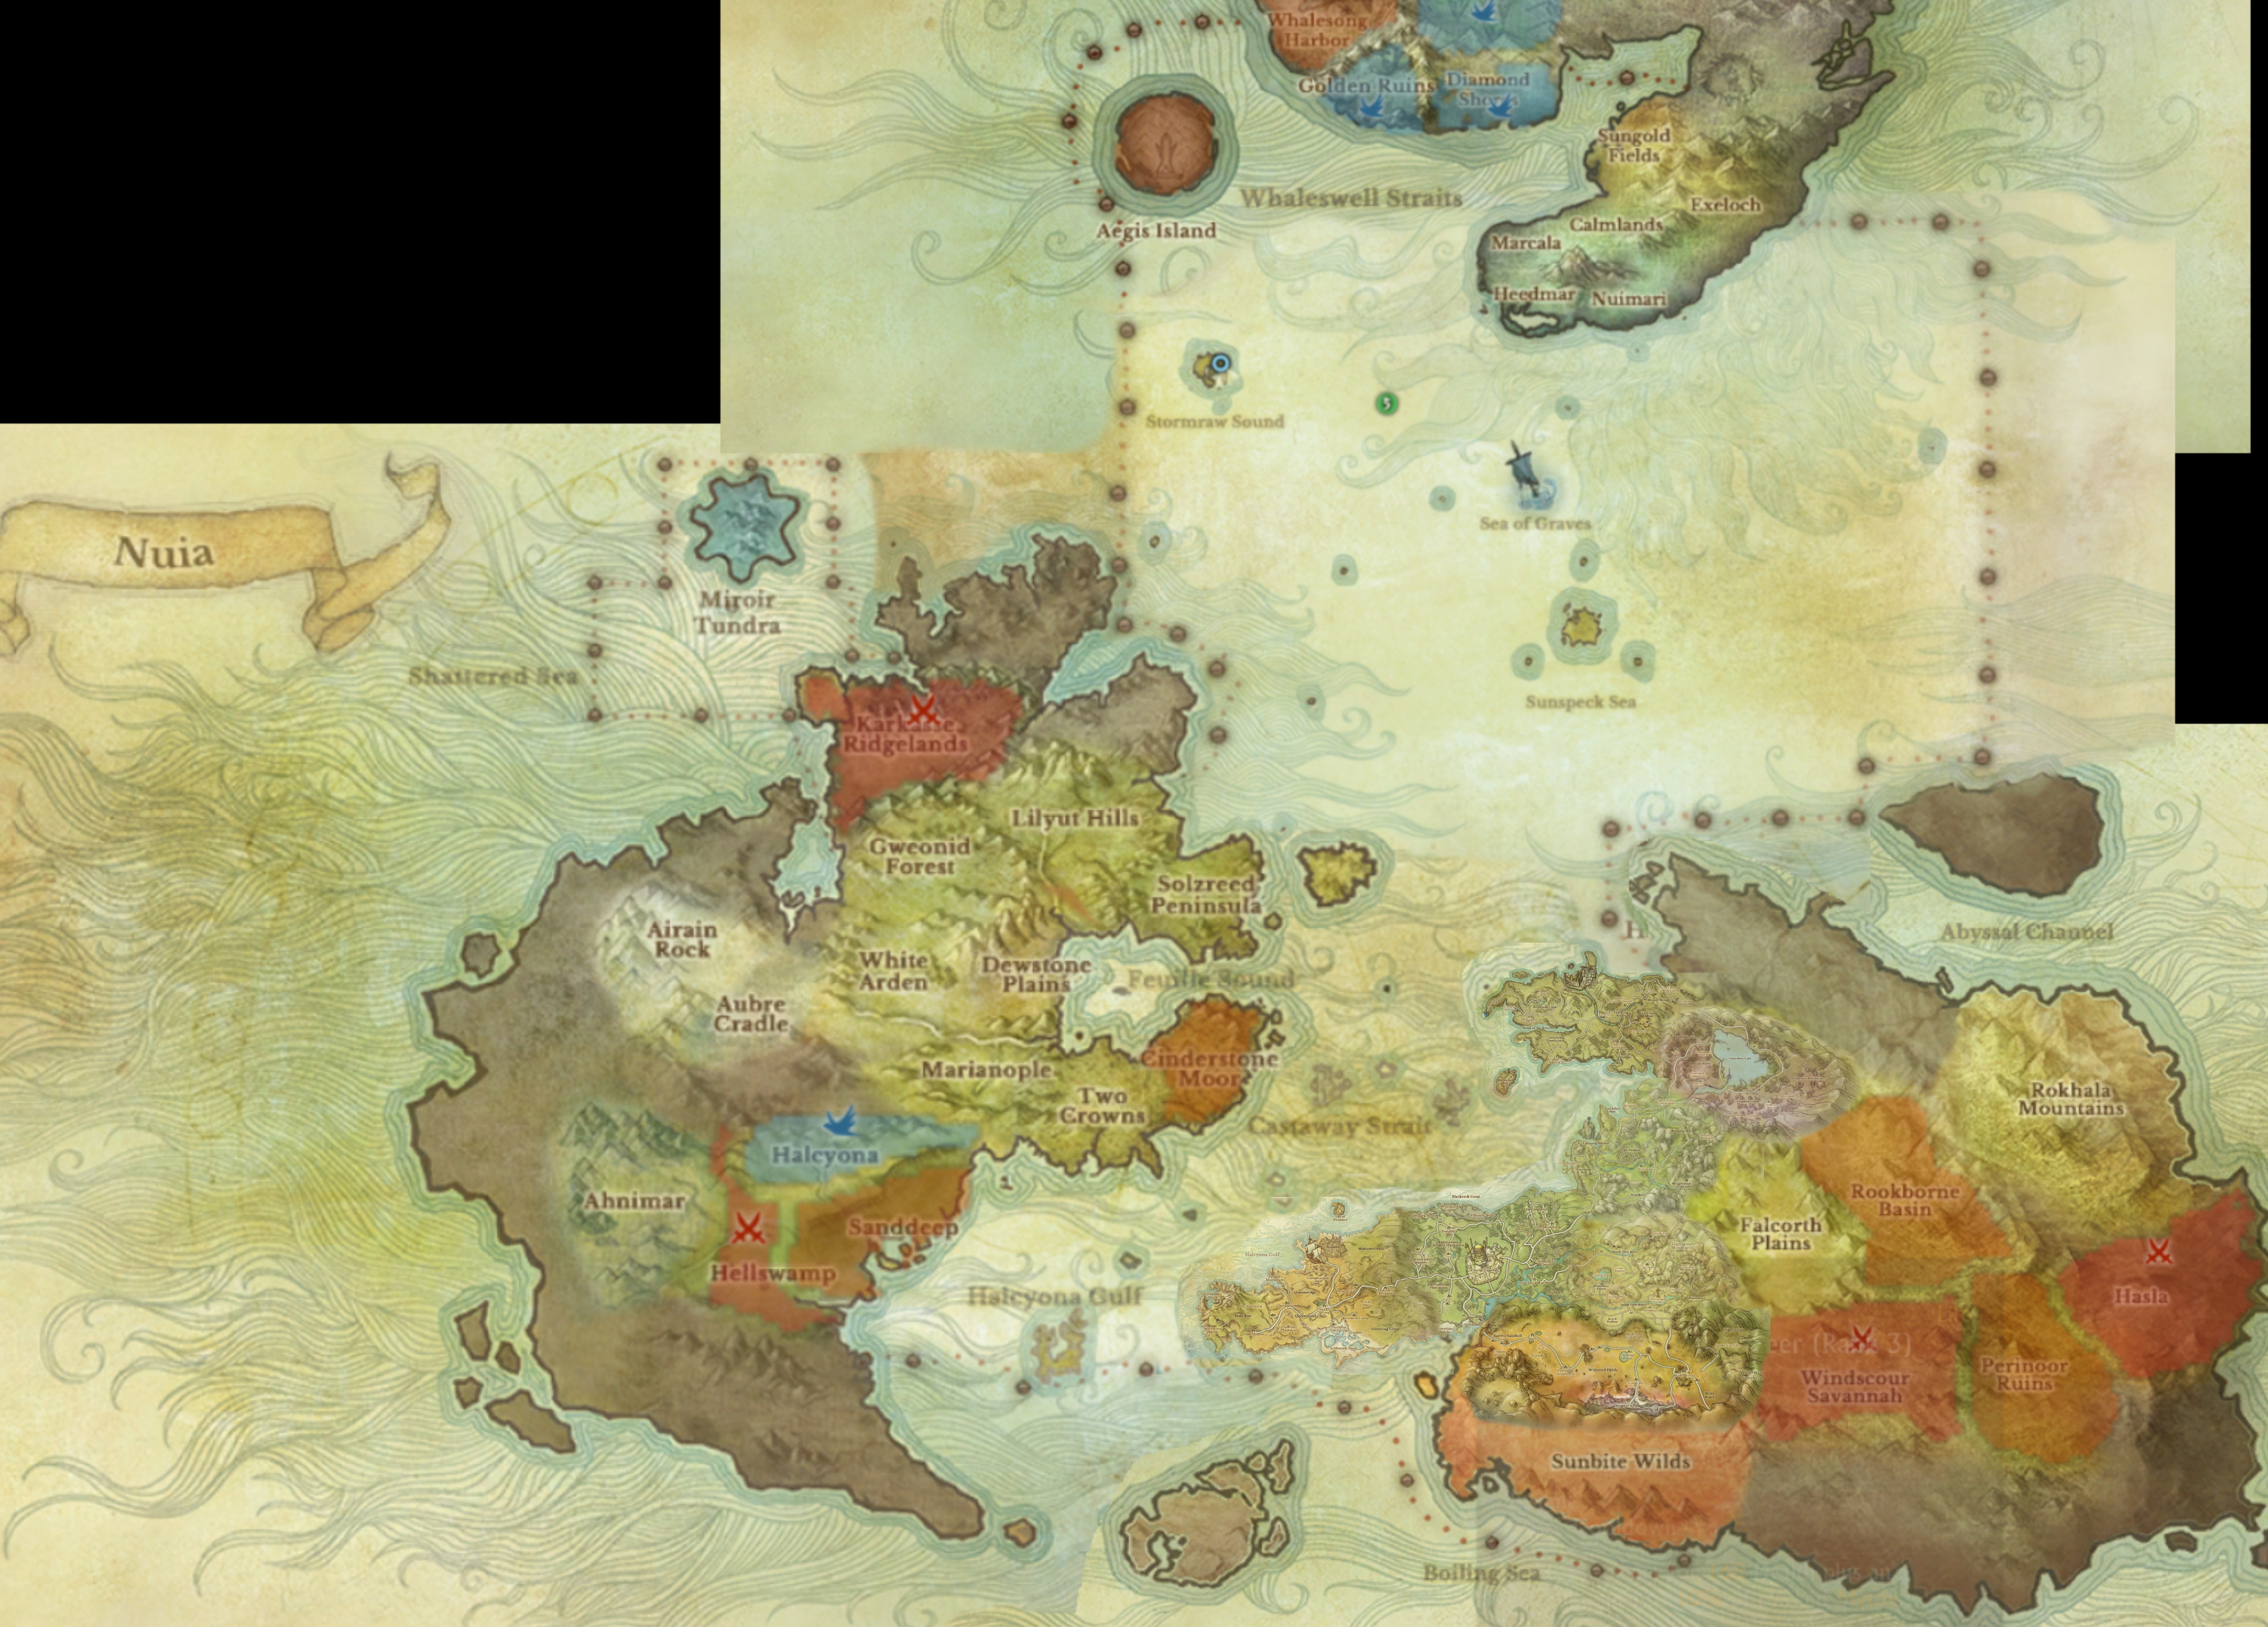 Whalesong
Harbor
Golden Ruins
Diamond
Shores
Sungold
Fields
Whaleswell Straits
Exeloch
Aegis Island
Calmlands
Marcala
Heedmar
Nuimari
Stormraw Sound
Sea of Graves
Nuia
Miroir
Tundra
Shattered Sea
Sunspeck Sea
Karkasse
Ridgelands
Lilyut Hills
Gweonid
Forest
Solzreed
Peninsula
Airain
Rock
H
Abyssal Channel
White
Arden
Dewstone
Plains
Feuille Sound
Aubre
Cradle
Marianople
Cinderstone
Moor
Two
Crowns
Castaway Strait
Rokhala
Mountains
Halcyona
Ahnimar
Sanddeep
Hellswamp
Rookborne
Basin
Falcorth
Plains
Halcyona Gulf
Halcyona Gulf
Hasla
eer (Rank 3)
Windscour
Savannah
Perinoor
Ruins
Sunbite Wilds
Boiling Sea